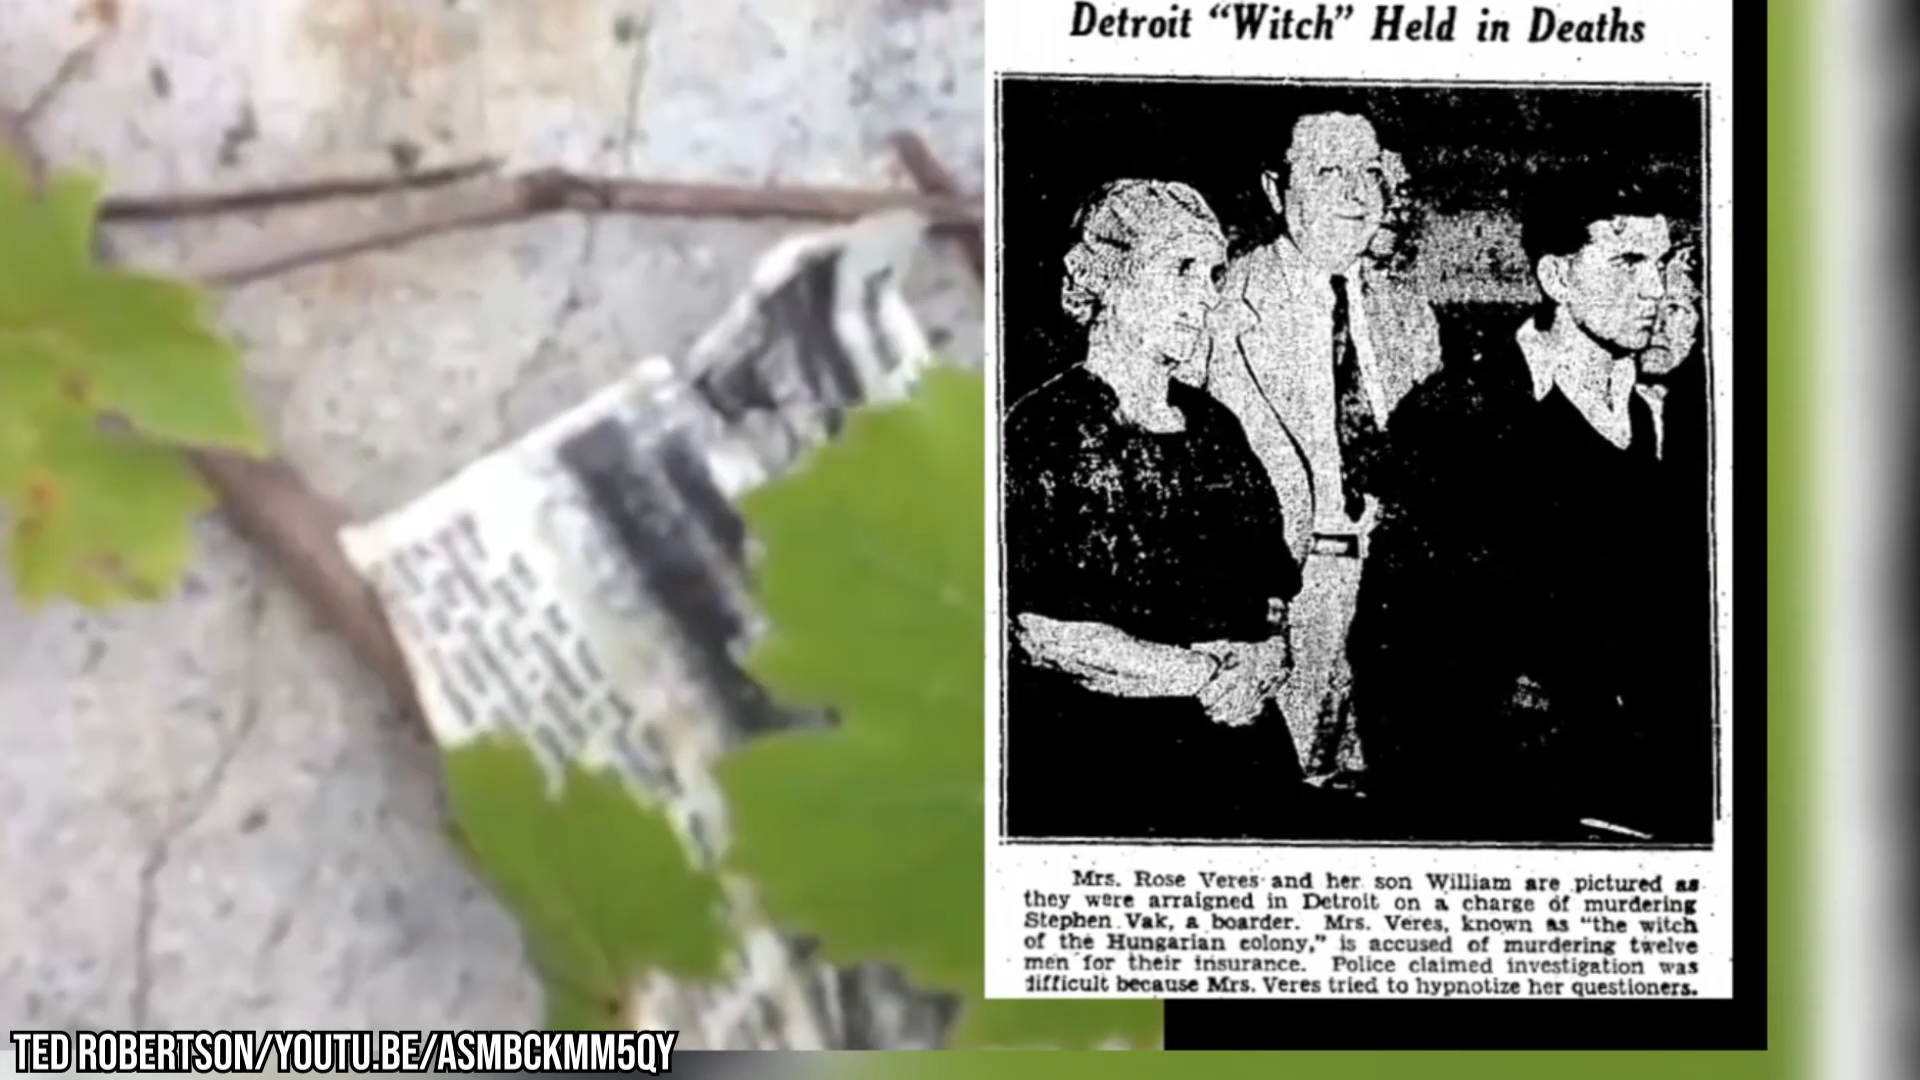 Detroit “Witch” Held in Deaths
Mrs. Rose Veres and her son William are pictured as
they were arraigned in Detroit on a charge of murdering
Stephen Vak, a boarder. Mrs. Veres, known as “the witch
of the Hungarian colony,” is accused of murdering twelve
men for their insurance. Police claimed investigation was
difficult because Mrs. Veres tried to hypnotize her questioners.
TED ROBERTSON/YOUTU.BE/ASMBCKMM5QY